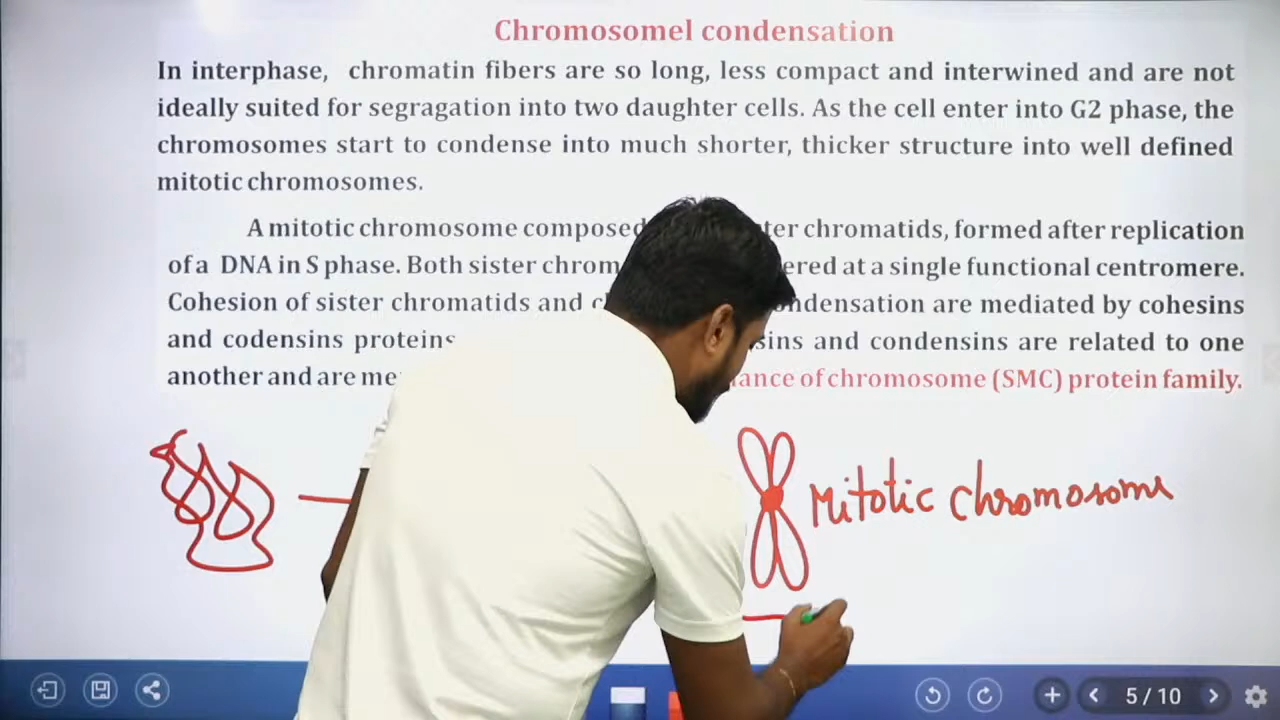 Chromosomel condensation
In interphase, chromatin fibers are so long, less compact and interwined and are not
ideally suited for segragation into two daughter cells. As the cell enter into G2 phase, the
chromosomes start to condense into much shorter, thicker structure into well defined
mitotic chromosomes.
A mitotic chromosome composed ter chromatids, formed after replication
of a DNA in S phase. Both sister chrom ered at a single functional centromere.
Cohesion of sister chromatids and c ondensation are mediated by cohesins
and codensins proteins sins and condensins are related to one
another and are me ance of chromosome (SMC) protein family.
Mitotic chromosome
5 / 10